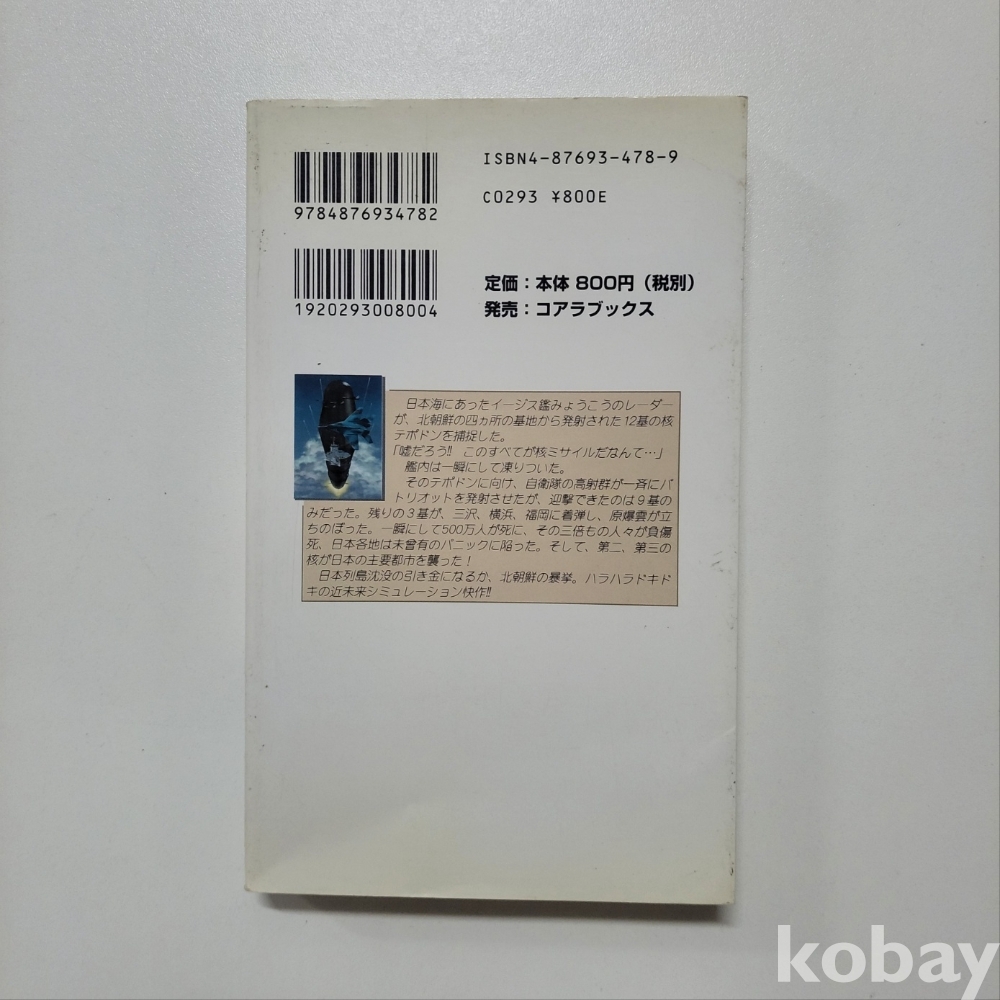 ISBN4-87693-478-9
9784876934782
C0293 ¥800E
1920293008004
定価：本体 800円（税別）
発売：コアラブックス
日本海にあったイージス鑑みょうこうのレーダー
が、北朝鮮の四ヵ所の基地から発射された12基の核
テポドンを捕捉した。
「嘘だろう!!　このすべてが核ミサイルだなんて…」
艦内は一瞬にして凍りついた。
そのテポドンに向け、自衛隊の高射群が一斉にパ
トリオットを発射させたが、迎撃できたのは９基の
みだった。残りの３基が、三沢、横浜、福岡に着弾し、原爆雲が立
ちのぼった。一瞬にして500万人が死に、その三倍もの人々が負傷
死、日本各地は未曾有のパニックに陥った。そして、第二、第三の
核が日本の主要都市を襲った！
日本列島沈没の引き金になるか、北朝鮮の暴挙。ハラハラドキド
キの近未来シミュレーション快作!!
kobay